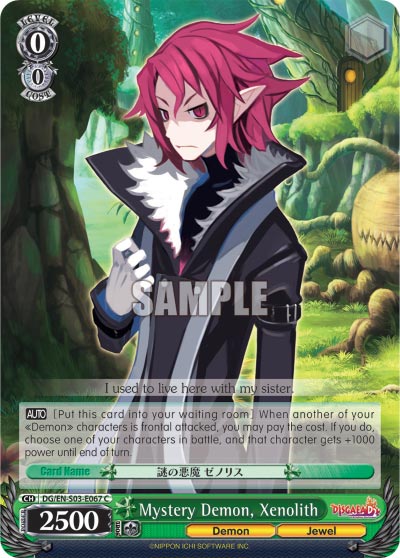 LEVEL
0
0
COST
SAMPLE
I used to live here with my sister.
AUTO [Put this card into your waiting room] When another of your
«Demon» characters is frontal attacked, you may pay the cost. If you do,
choose one of your characters in battle, and that character gets +1000
power until end of turn.
Card Name 謎の悪魔 ゼノリス
CH DG/EN-S03-E067 C
Mystery Demon, Xenolith
DISGAEA
POWER 2500 SOUL
Demon Jewel
©NIPPON ICHI SOFTWARE INC.